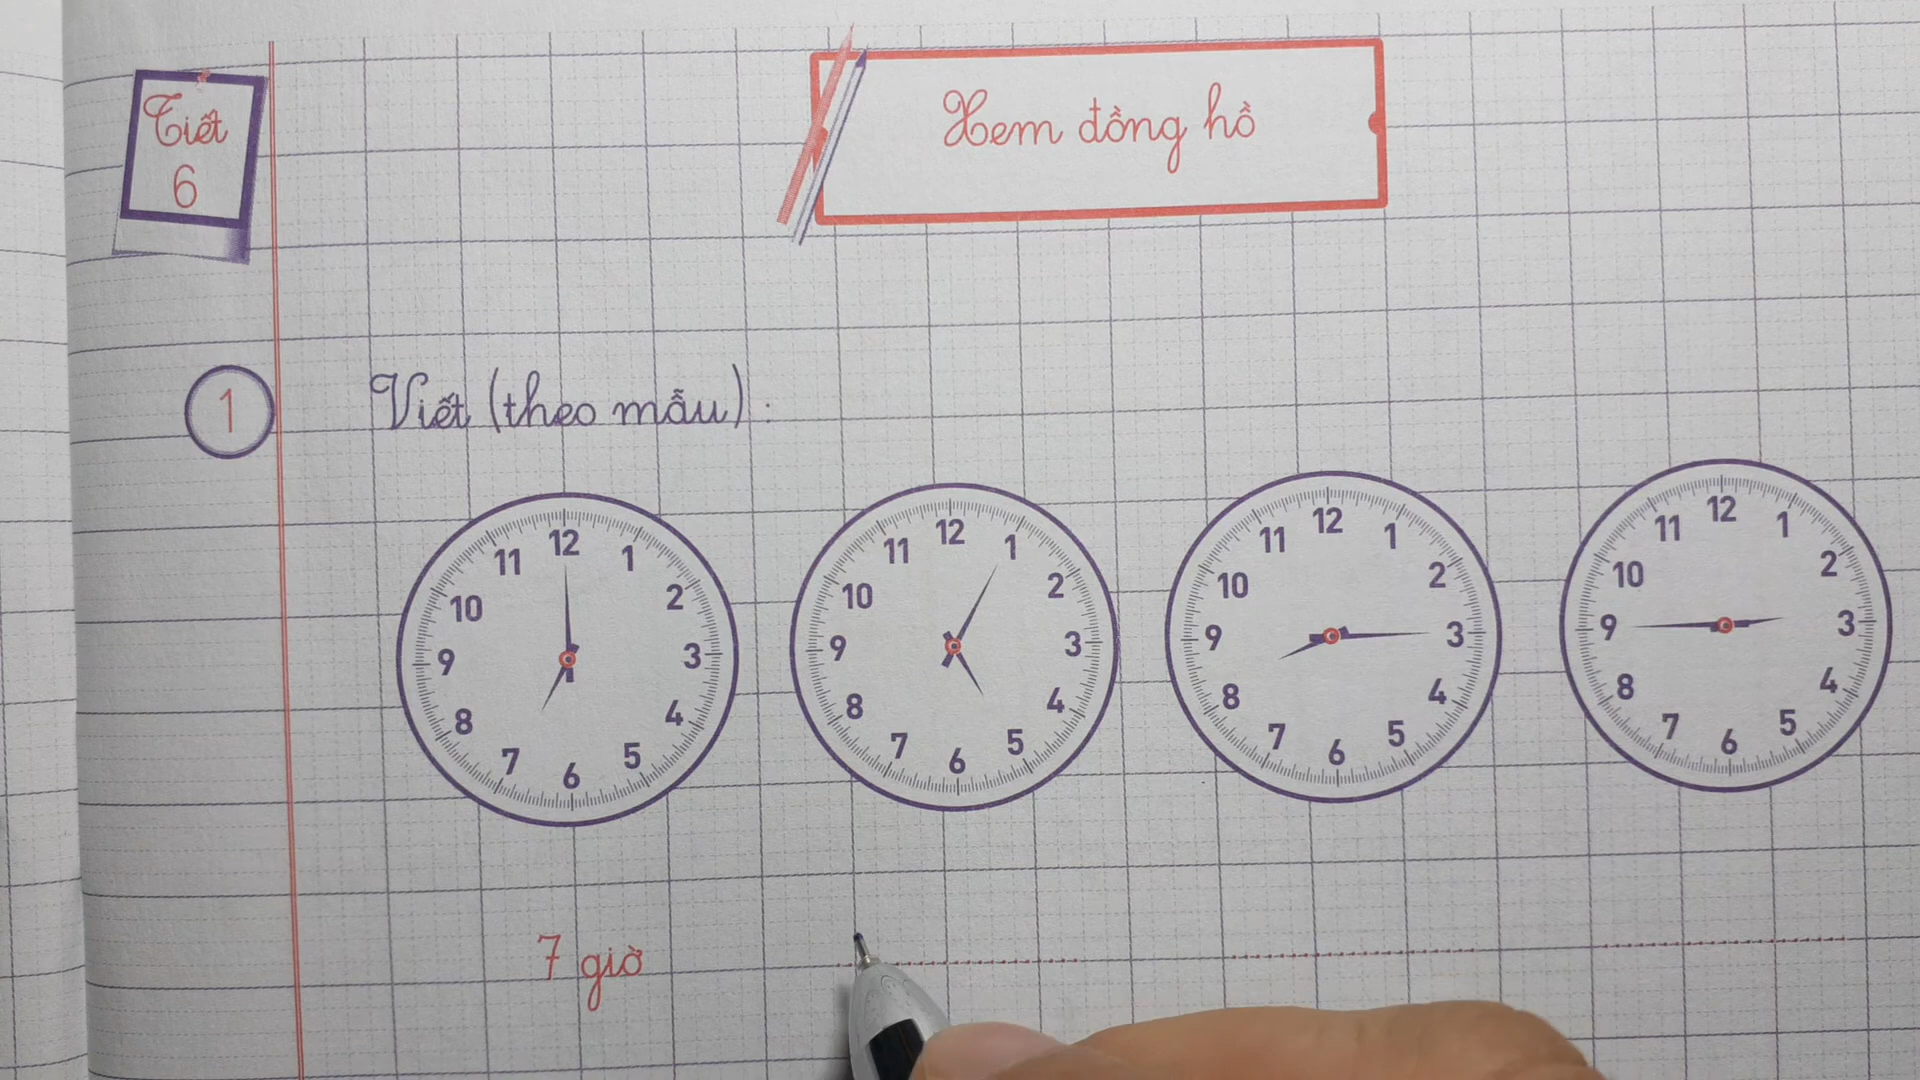 Tiết
6
Xem đồng hồ
1
Viết (theo mẫu) :
12 1 2 3 4 5 6 7 8 9 10 11
12 1 2 3 4 5 6 7 8 9 10 11
12 1 2 3 4 5 6 7 8 9 10 11
12 1 2 3 4 5 6 7 8 9 10 11
7 giờ